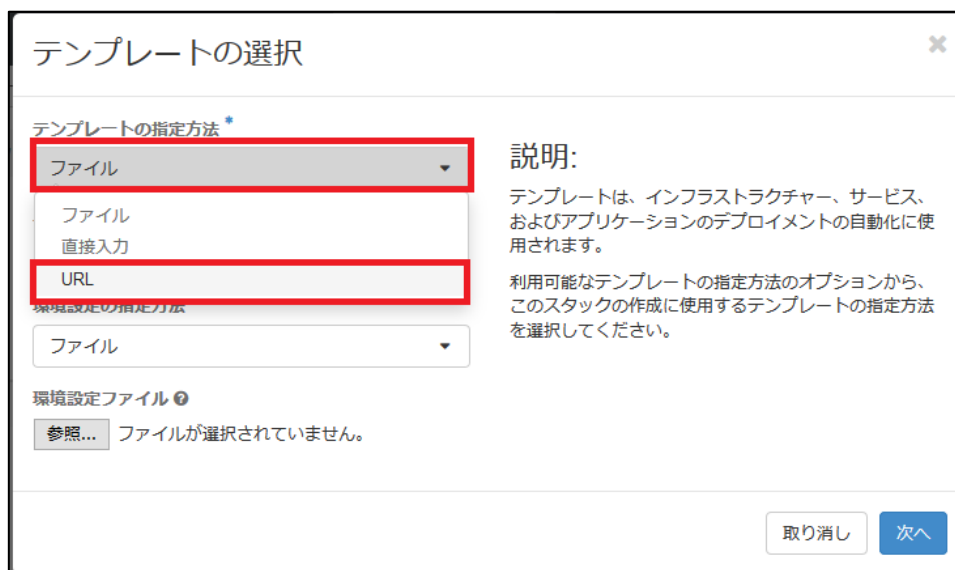 テンプレートの選択
×
テンプレートの指定方法 *
ファイル
ファイル
直接入力
URL
環境設定の指定方法
ファイル
環境設定ファイル
参照... ファイルが選択されていません。
説明:
テンプレートは、インフラストラクチャー、サービス、
およびアプリケーションのデプロイメントの自動化に使
用されます。
利用可能なテンプレートの指定方法のオプションから、
このスタックの作成に使用するテンプレートの指定方法
を選択してください。
取り消し 次へ